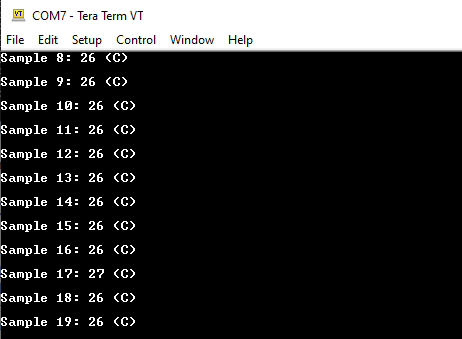 COM7 - Tera Term VT
File Edit Setup Control Window Help
Sample 8: 26 (C)
Sample 9: 26 (C)
Sample 10: 26 (C)
Sample 11: 26 (C)
Sample 12: 26 (C)
Sample 13: 26 (C)
Sample 14: 26 (C)
Sample 15: 26 (C)
Sample 16: 26 (C)
Sample 17: 27 (C)
Sample 18: 26 (C)
Sample 19: 26 (C)